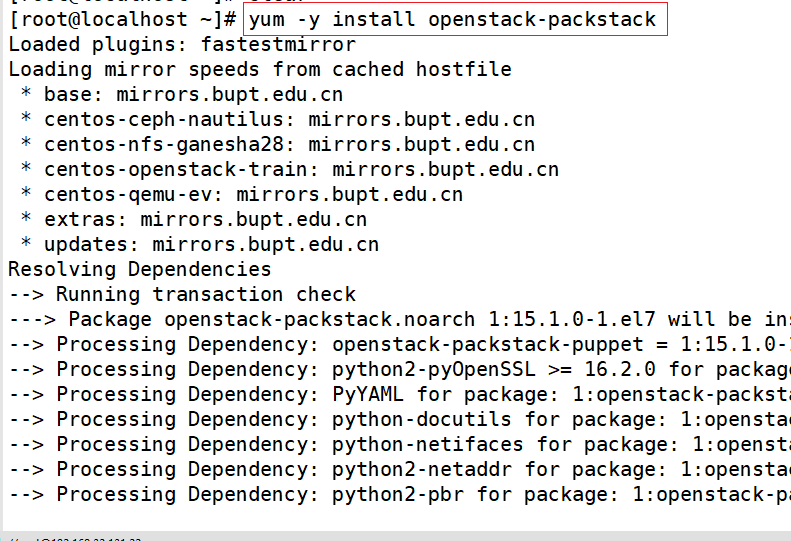 [root@localhost ~]# yum -y install openstack-packstack
Loaded plugins: fastestmirror
Loading mirror speeds from cached hostfile
 * base: mirrors.bupt.edu.cn
 * centos-ceph-nautilus: mirrors.bupt.edu.cn
 * centos-nfs-ganesha28: mirrors.bupt.edu.cn
 * centos-openstack-train: mirrors.bupt.edu.cn
 * centos-qemu-ev: mirrors.bupt.edu.cn
 * extras: mirrors.bupt.edu.cn
 * updates: mirrors.bupt.edu.cn
Resolving Dependencies
--> Running transaction check
---> Package openstack-packstack.noarch 1:15.1.0-1.el7 will be ins
--> Processing Dependency: openstack-packstack-puppet = 1:15.1.0-1
--> Processing Dependency: python2-pyOpenSSL >= 16.2.0 for package
--> Processing Dependency: PyYAML for package: 1:openstack-packsta
--> Processing Dependency: python-docutils for package: 1:openstac
--> Processing Dependency: python-netifaces for package: 1:opensta
--> Processing Dependency: python2-netaddr for package: 1:openstac
--> Processing Dependency: python2-pbr for package: 1:openstack-pa